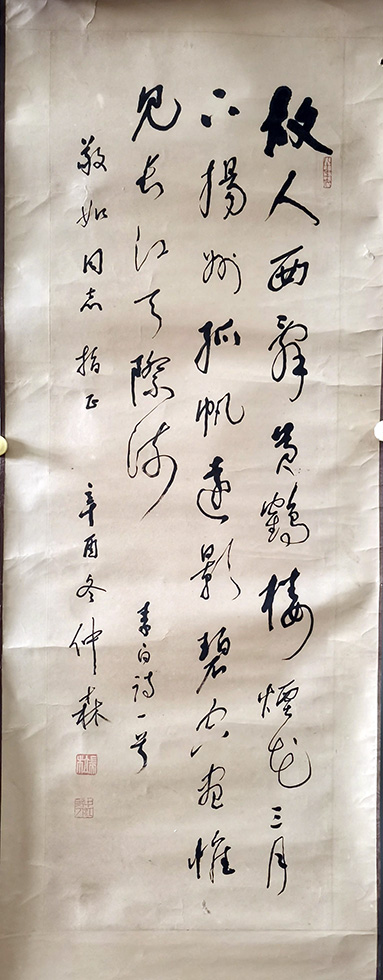 故人西辭黄鶴樓煙花三月
下揚州孤帆遠影碧空盡惟
見長江天際流
李白詩一首
敬如同志指正 辛酉冬仲森